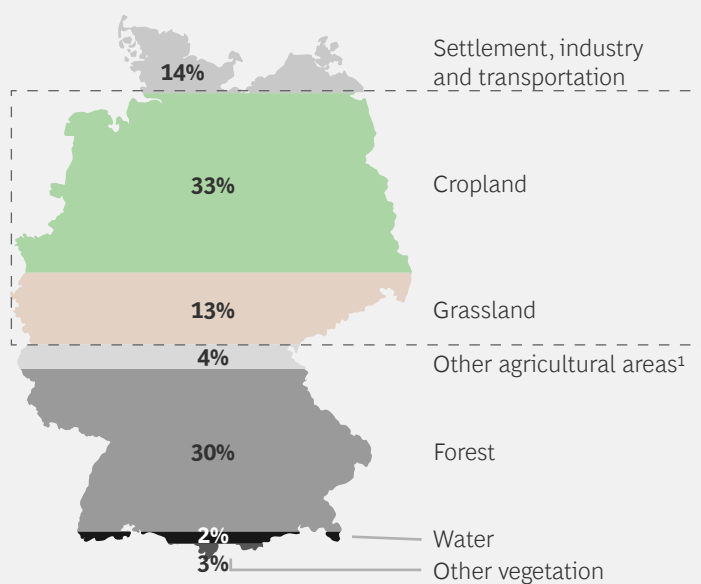 14%
Settlement, industry
and transportation
33%
Cropland
13%
Grassland
4%
Other agricultural areas¹
30%
Forest
2%
Water
3%
Other vegetation